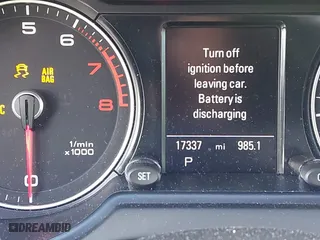 5
6
7
8
AIR
BAG
1/min
x1000
0
Turn off
ignition before
leaving car.
Battery is
discharging
17337 mi 985.1
P
SET
DREAMDID